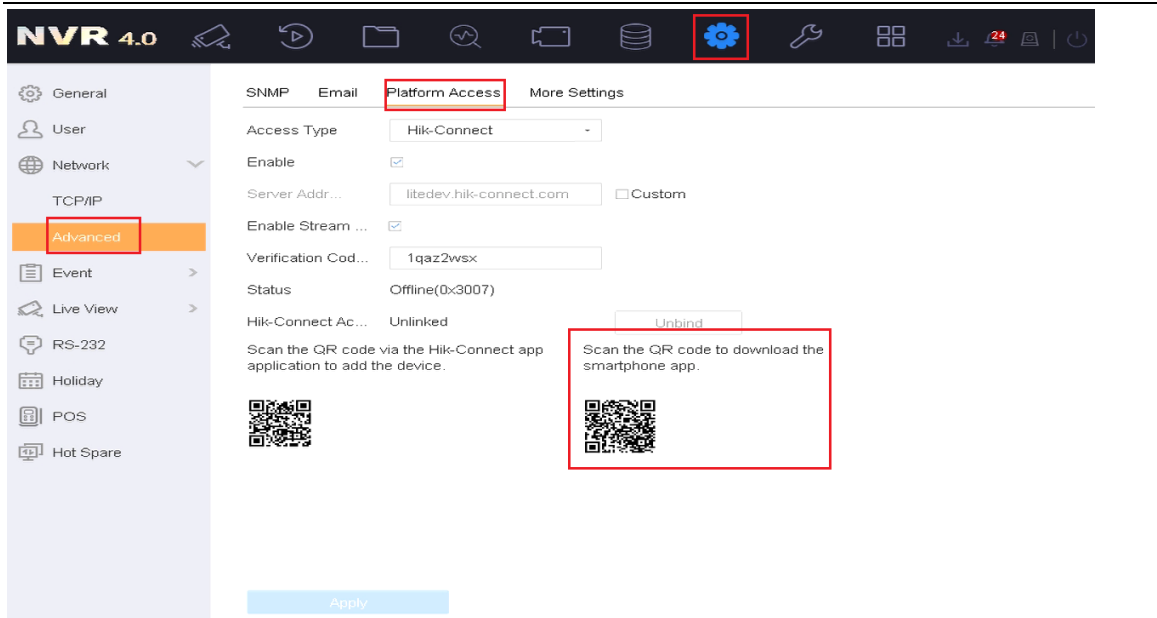 NVR 4.0
24
General
User
Network
TCP/IP
Advanced
Event
Live View
RS-232
Holiday
POS
Hot Spare
SNMP Email Platform Access More Settings
Access Type Hik-Connect
Enable
Server Addr... litedev.hik-connect.com Custom
Enable Stream ...
Verification Cod... 1qaz2wsx
Status Offline(0x3007)
Hik-Connect Ac... Unlinked Unbind
Scan the QR code via the Hik-Connect app
application to add the device.
Scan the QR code to download the
smartphone app.
Apply